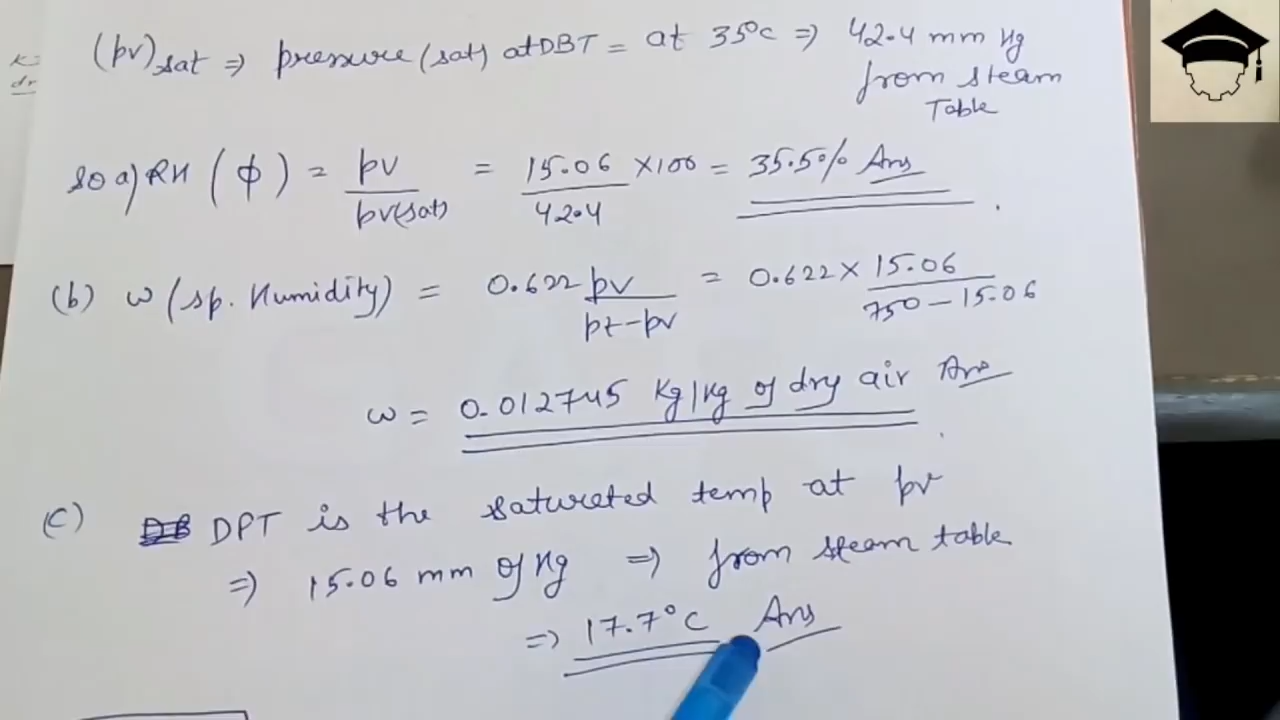 (pv)sat ⇒ pressure (sat) at DBT = at 35°C ⇒ 42.4 mm Hg
from steam
Table
so a) RH (ϕ) = pv / pv(sat) = 15.06 / 42.4 × 100 = 35.5% Ans
(b) ω (sp. Humidity) = 0.622 pv / pt-pv = 0.622 × 15.06 / 750 - 15.06
ω = 0.012745 Kg/Kg of dry air Ans
(c) DPT is the saturated temp at pv
⇒ 15.06 mm of Hg ⇒ from steam table
⇒ 17.7°C Ans